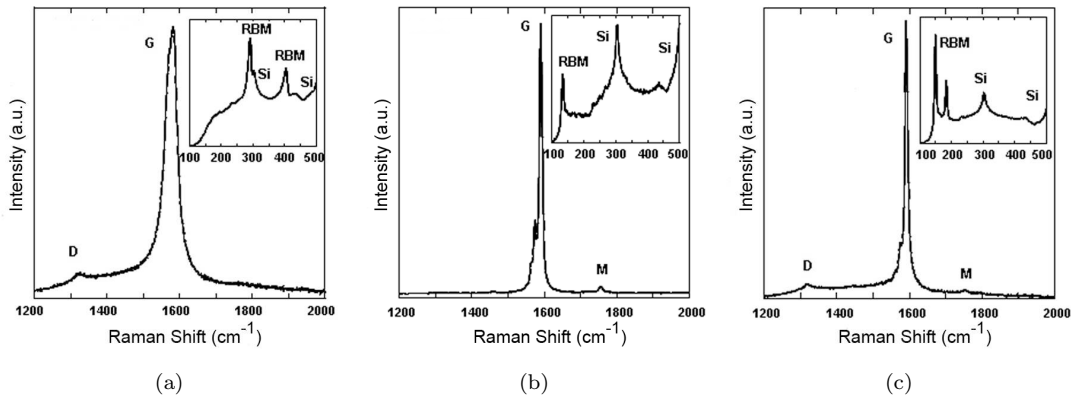 Intensity (a.u.)
G
D
RBM
Si
RBM
Si
100 200 300 400 500
1200 1400 1600 1800 2000
Raman Shift (cm⁻¹)
(a)
Intensity (a.u.)
G
M
RBM
Si
Si
100 200 300 400 500
1200 1400 1600 1800 2000
Raman Shift (cm⁻¹)
(b)
Intensity (a.u.)
G
D
M
RBM
Si
Si
100 200 300 400 500
1200 1400 1600 1800 2000
Raman Shift (cm⁻¹)
(c)